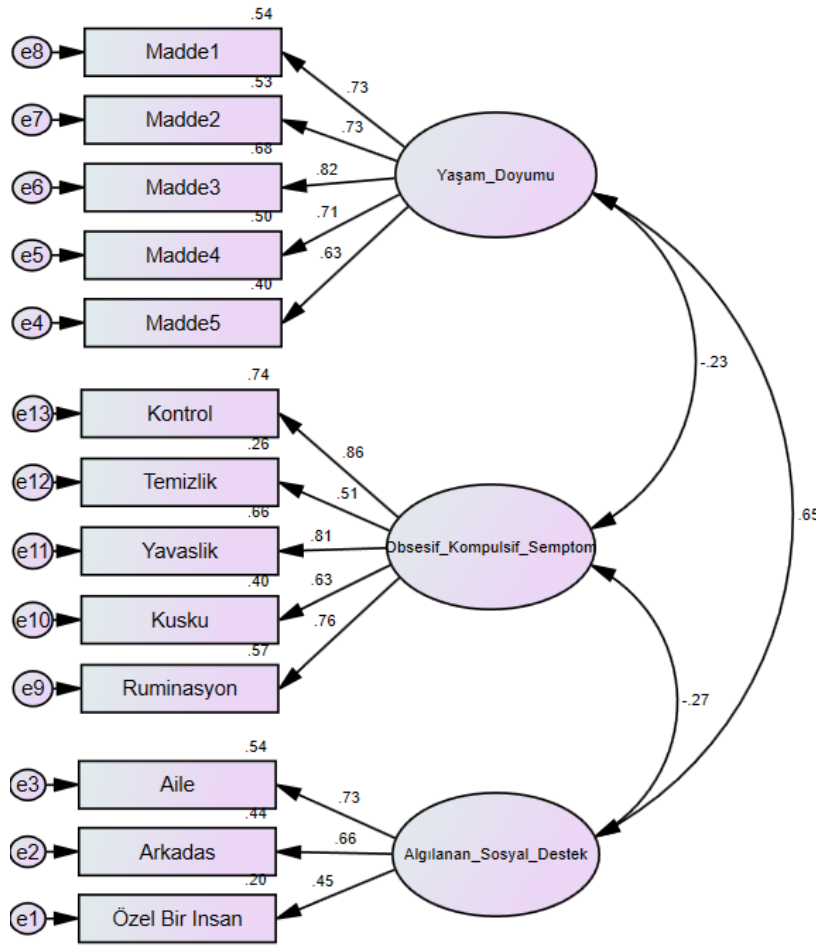 .54
e8 Madde1
.73
.53
e7 Madde2
.73
.68
e6 Madde3
.82
Yaşam_Doyumu
.50
e5 Madde4
.71
.40
e4 Madde5
.63
-.23
.74
e13 Kontrol
.86
.26
e12 Temizlik
.51
.66
e11 Yavaslik
.81
Obsesif_Kompulsif_Semptom
.65
.40
e10 Kusku
.63
.57
e9 Ruminasyon
.76
-.27
.54
e3 Aile
.73
.44
e2 Arkadas
.66
Algılanan_Sosyal_Destek
.20
e1 Özel Bir Insan
.45